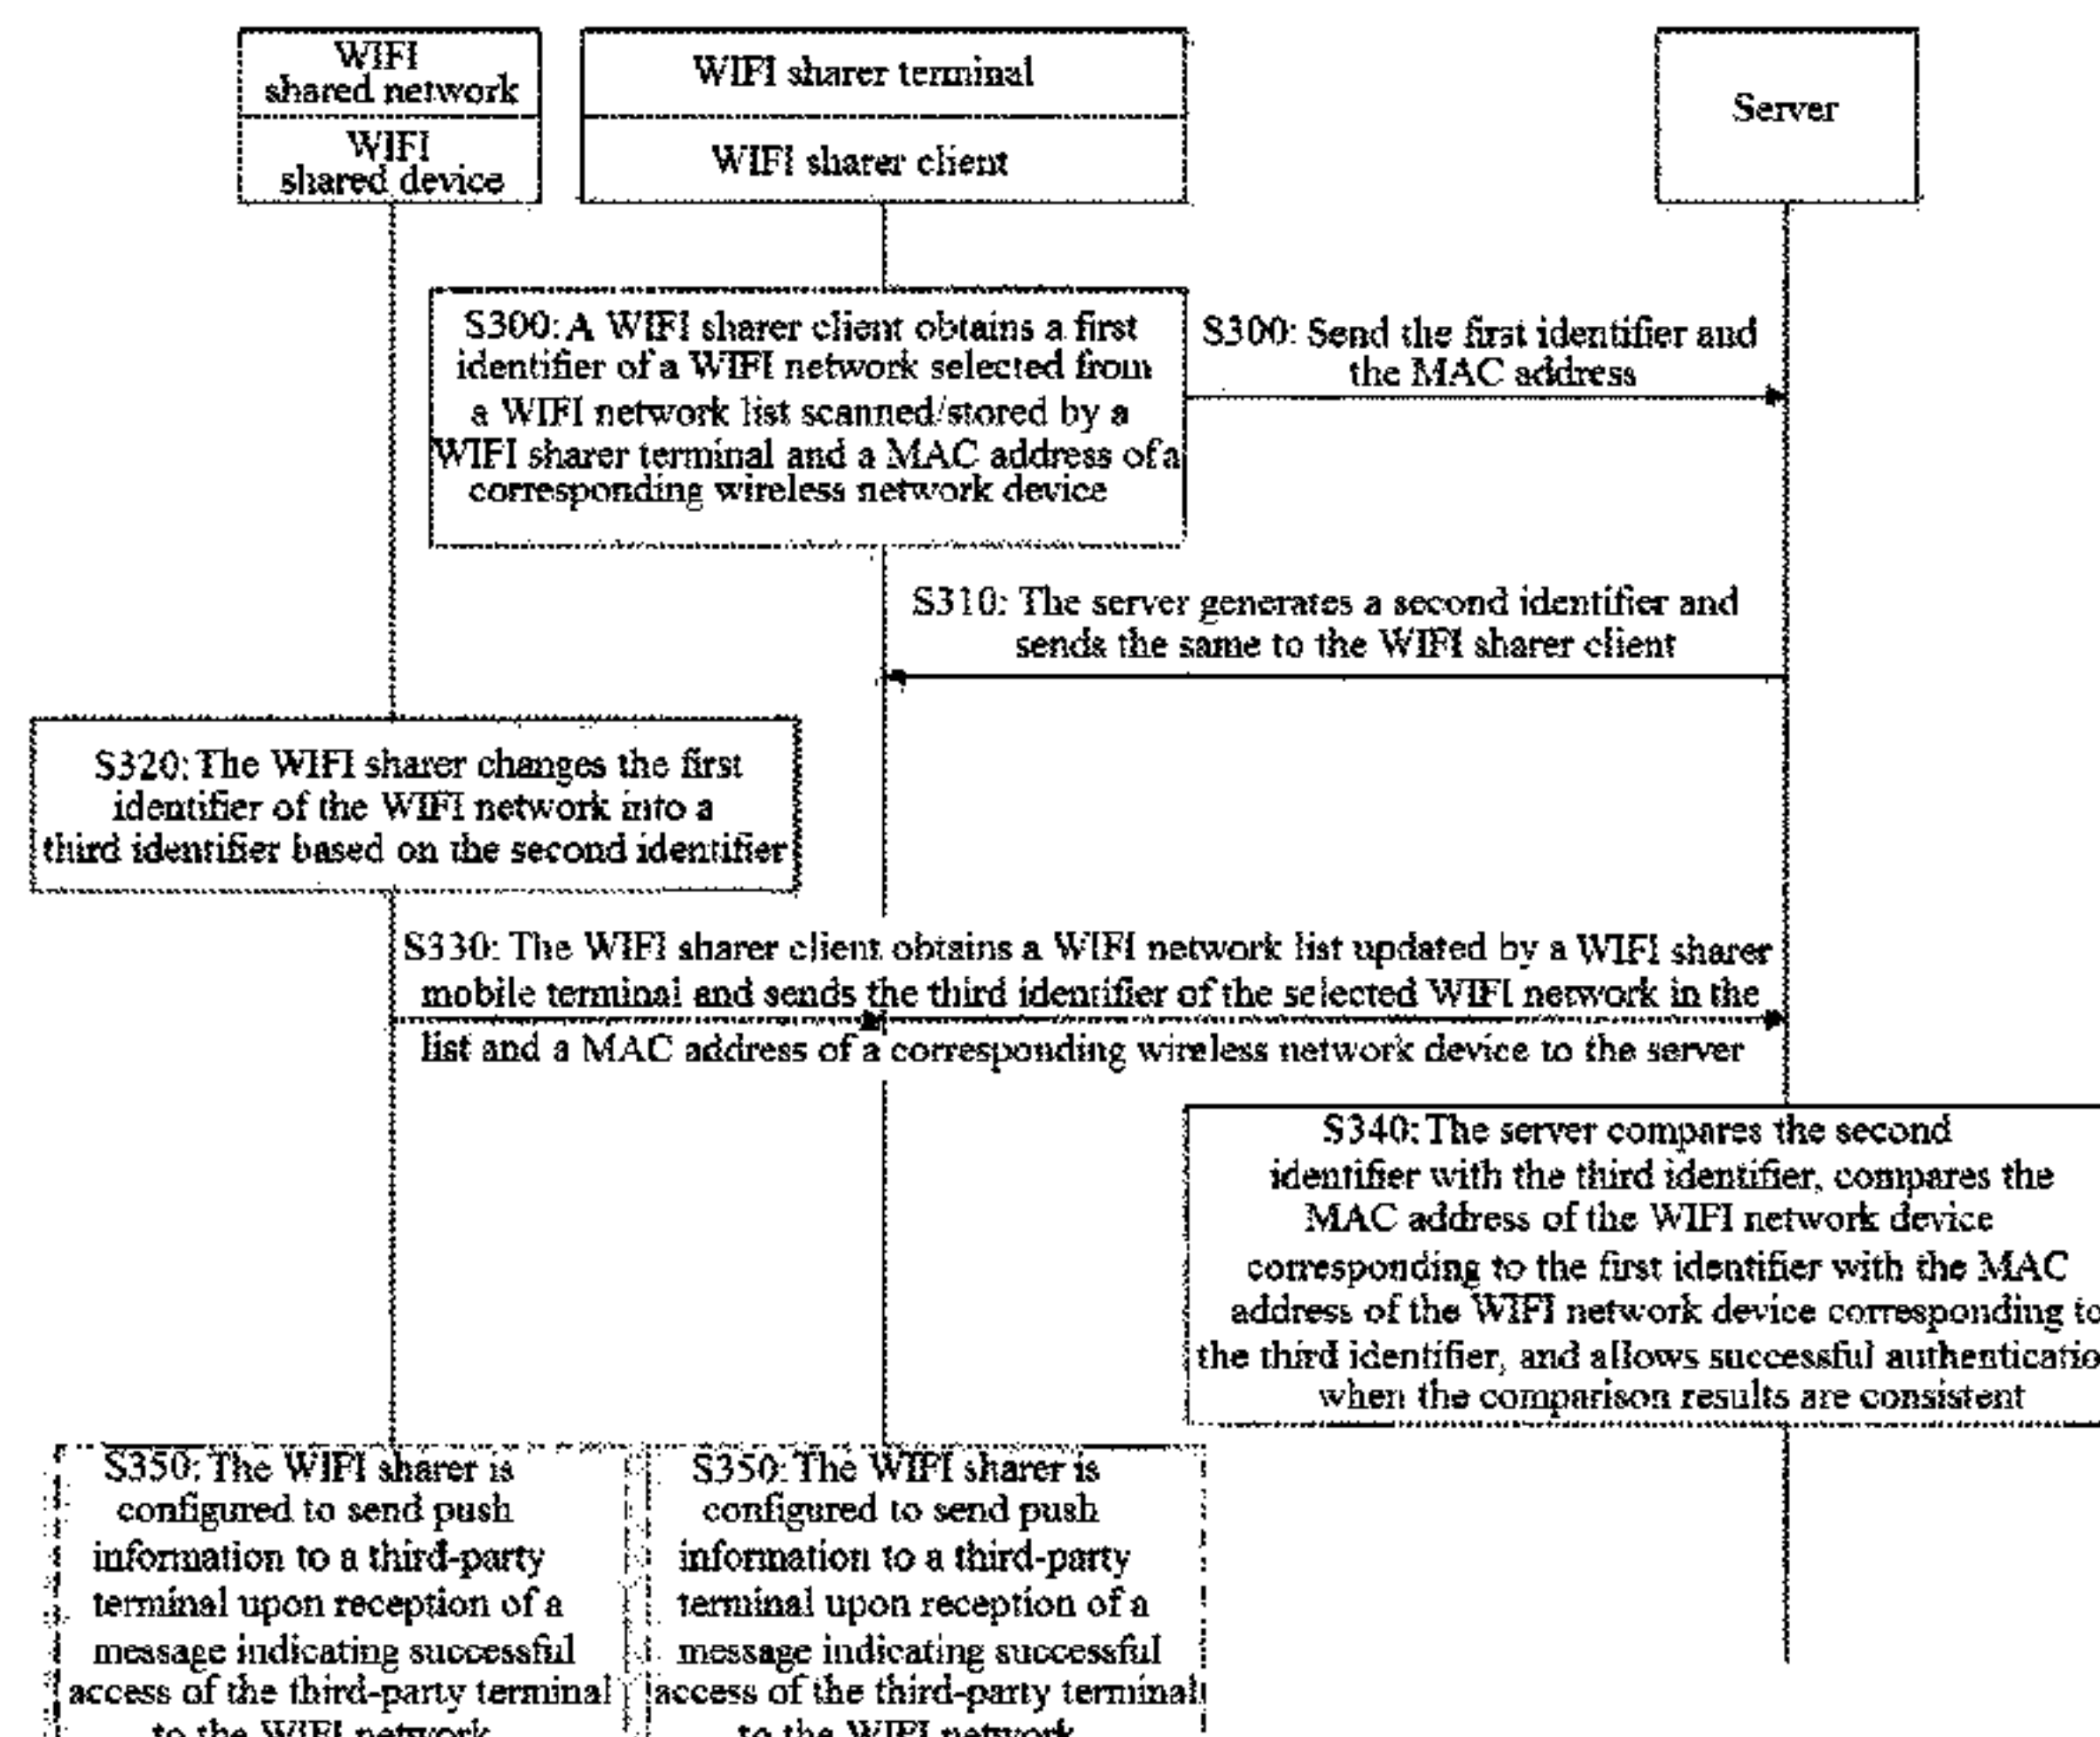 WIFI
shared network
WIFI
shared device
WIFI sharer terminal
WIFI sharer client
Server
S300: A WIFI sharer client obtains a first
identifier of a WIFI network selected from
a WIFI network list scanned/stored by a
WIFI sharer terminal and a MAC address of a
corresponding wireless network device
S300: Send the first identifier and
the MAC address
S310: The server generates a second identifier and
sends the same to the WIFI sharer client
S320: The WIFI sharer changes the first
identifier of the WIFI network into a
third identifier based on the second identifier
S330: The WIFI sharer client obtains a WIFI network list updated by a WIFI sharer
mobile terminal and sends the third identifier of the selected WIFI network in the
list and a MAC address of a corresponding wireless network device to the server
S340: The server compares the second
identifier with the third identifier, compares the
MAC address of the WIFI network device
corresponding to the first identifier with the MAC
address of the WIFI network device corresponding to
the third identifier, and allows successful authenticatio
when the comparison results are consistent
S350: The WIFI sharer is
configured to send push
information to a third-party
terminal upon reception of a
message indicating successful
access of the third-party terminal
to the WIFI network
S350: The WIFI sharer is
configured to send push
information to a third-party
terminal upon reception of a
message indicating successful
access of the third-party terminal
to the WIFI network